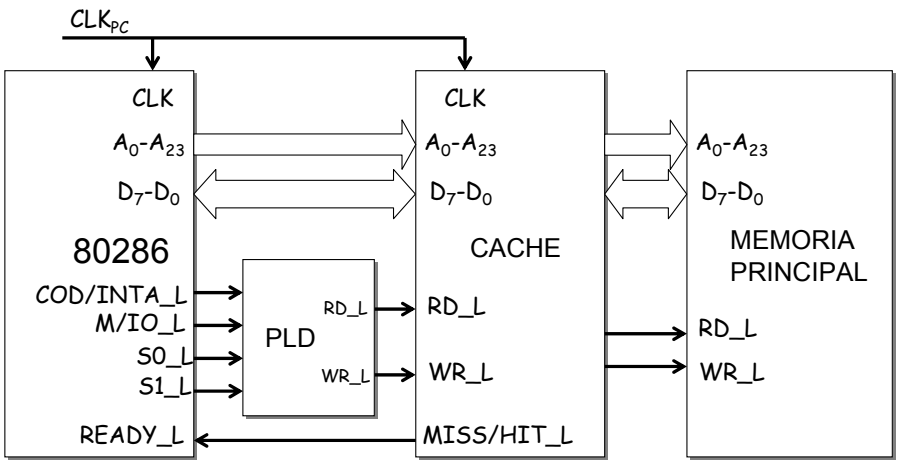 CLK_PC
CLK
A₀-A₂₃
D₇-D₀
80286
COD/INTA_L
M/IO_L
S0_L
S1_L
READY_L
PLD
RD_L
WR_L
CLK
A₀-A₂₃
D₇-D₀
CACHE
RD_L
WR_L
MISS/HIT_L
A₀-A₂₃
D₇-D₀
MEMORIA
PRINCIPAL
RD_L
WR_L